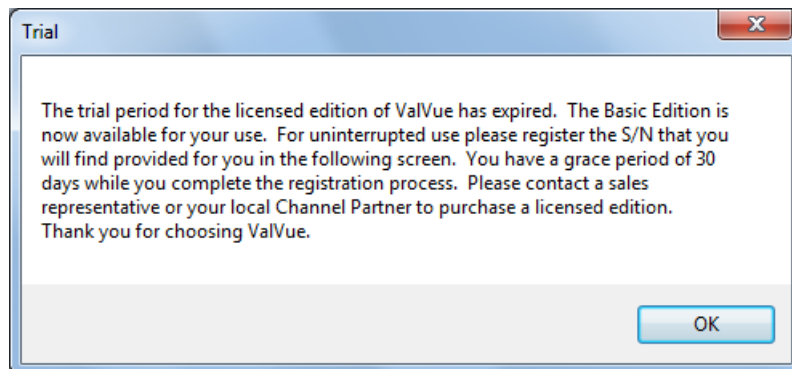 Trial
The trial period for the licensed edition of ValVue has expired.  The Basic Edition is
now available for your use.  For uninterrupted use please register the S/N that you
will find provided for you in the following screen.  You have a grace period of 30
days while you complete the registration process.  Please contact a sales
representative or your local Channel Partner to purchase a licensed edition.
Thank you for choosing ValVue.
OK